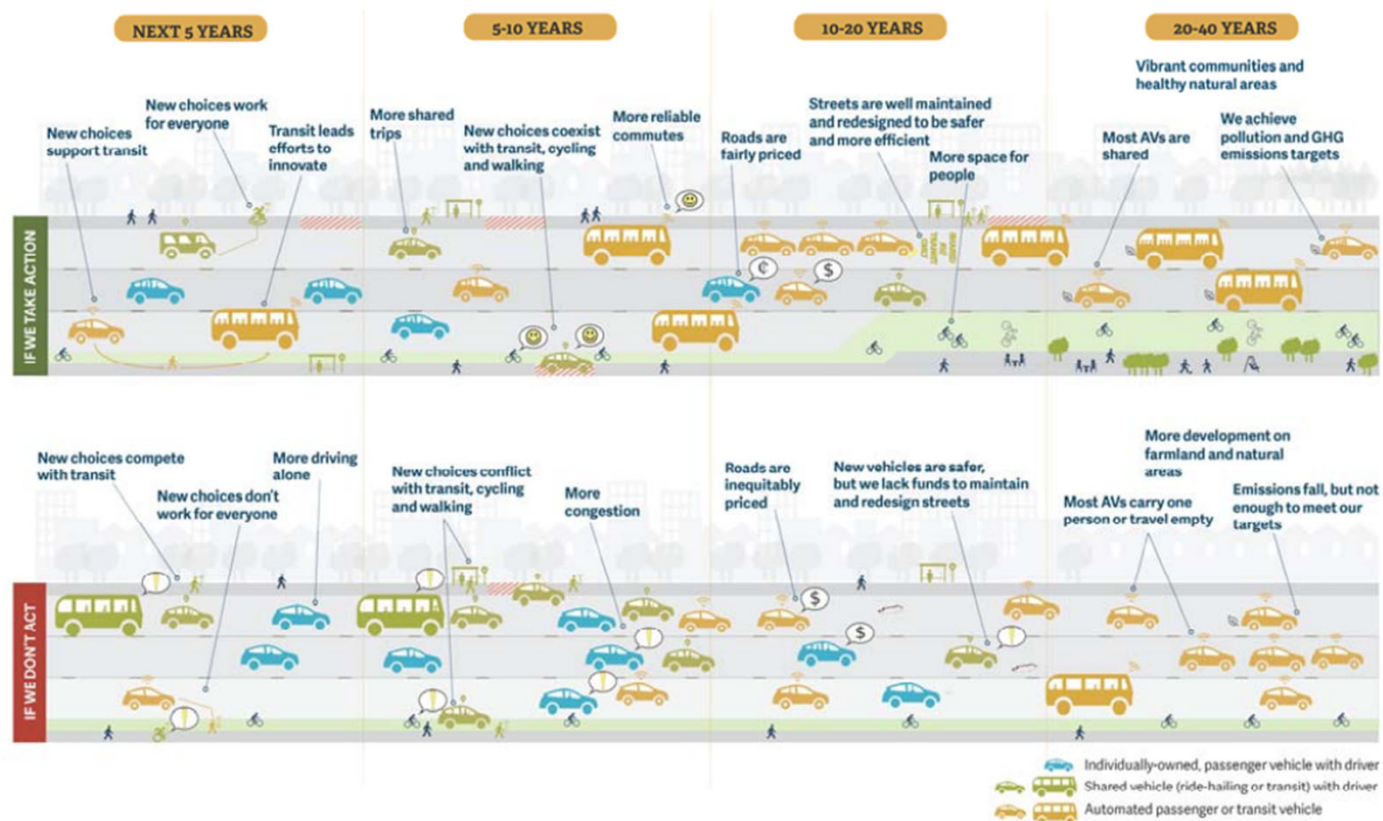 NEXT 5 YEARS
5-10 YEARS
10-20 YEARS
20-40 YEARS
IF WE TAKE ACTION
New choices
support transit
New choices work
for everyone
Transit leads
efforts to
innovate
More shared
trips
New choices coexist
with transit, cycling
and walking
More reliable
commutes
Roads are
fairly priced
Streets are well maintained
and redesigned to be safer
and more efficient
More space for
people
Vibrant communities and
healthy natural areas
Most AVs are
shared
We achieve
pollution and GHG
emissions targets
¢
$
IF WE DON'T ACT
New choices compete
with transit
New choices don't
work for everyone
More driving
alone
New choices conflict
with transit, cycling
and walking
More
congestion
Roads are
inequitably
priced
New vehicles are safer,
but we lack funds to maintain
and redesign streets
More development on
farmland and natural
areas
Most AVs carry one
person or travel empty
Emissions fall, but not
enough to meet our
targets
!
!
!
!
!
!
$
$
!
Individually-owned, passenger vehicle with driver
Shared vehicle (ride-hailing or transit) with driver
Automated passenger or transit vehicle